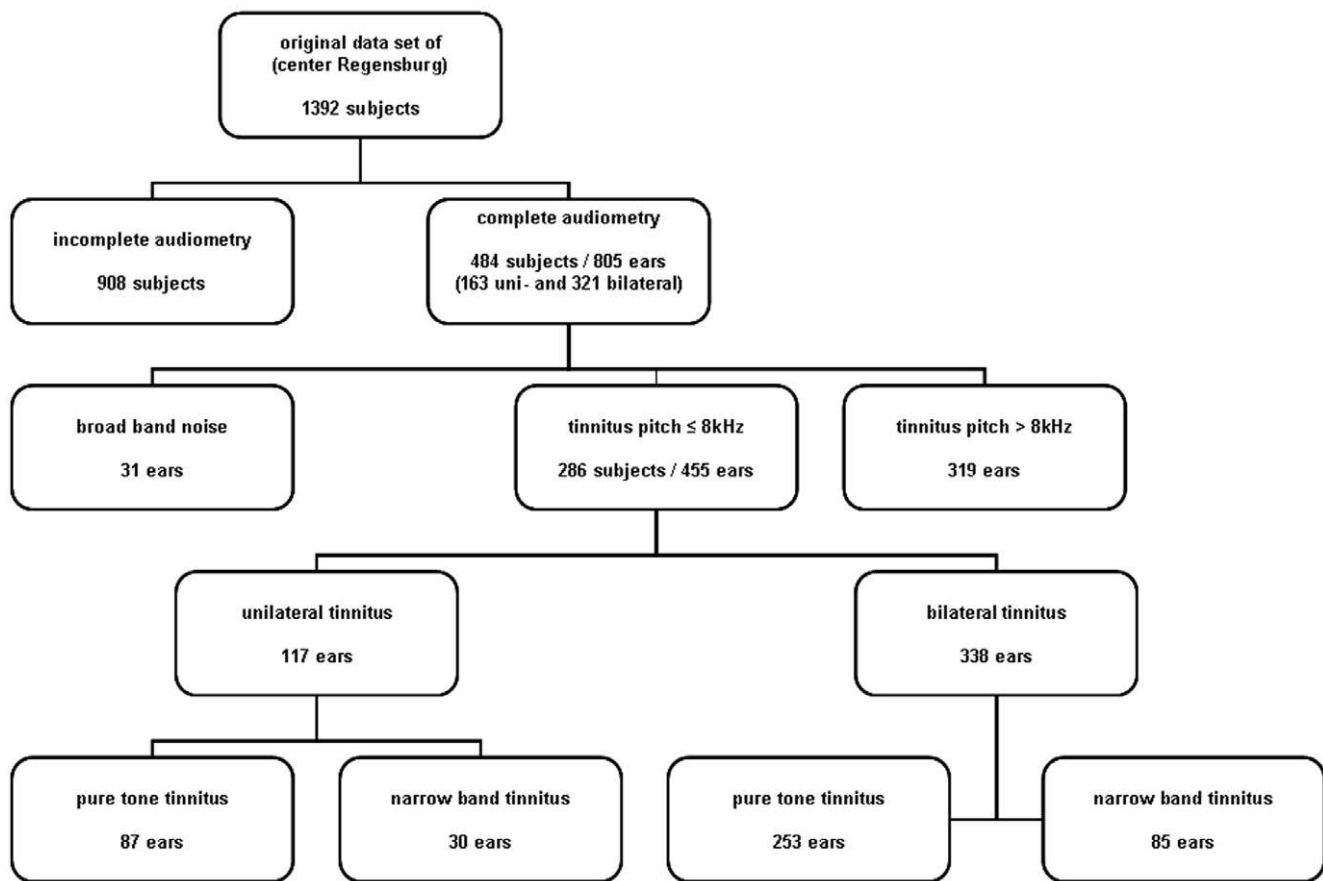 original data set of
(center Regensburg)
1392 subjects
incomplete audiometry
908 subjects
complete audiometry
484 subjects / 805 ears
(163 uni- and 321 bilateral)
broad band noise
31 ears
tinnitus pitch ≤ 8kHz
286 subjects / 455 ears
tinnitus pitch > 8kHz
319 ears
unilateral tinnitus
117 ears
bilateral tinnitus
338 ears
pure tone tinnitus
87 ears
narrow band tinnitus
30 ears
pure tone tinnitus
253 ears
narrow band tinnitus
85 ears